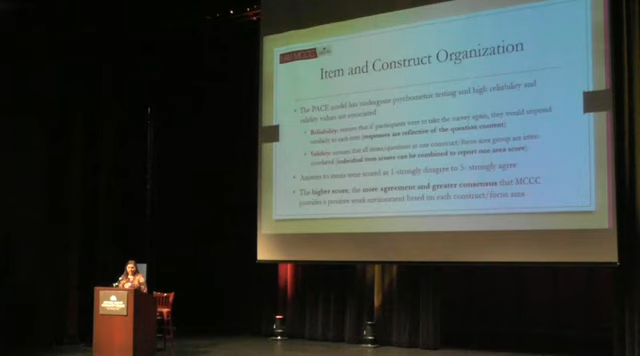 Item and Construct Organization
• The PACE model has undergone psychometric testing and high reliability and
validity values are associated
• Reliability: ensures that if participants were to take the survey again, they would respond
similarly to each item (responses are reflective of the question content)
• Validity: ensures that all items/questions in one construct/focus area group are inter-
correlated (individual item scores can be combined to report one area score)
• Answers to items were scored as 1-strongly disagree to 5- strongly agree
• The higher score, the more agreement and greater consensus that MCCC
provides a positive work environment based on each construct/focus area